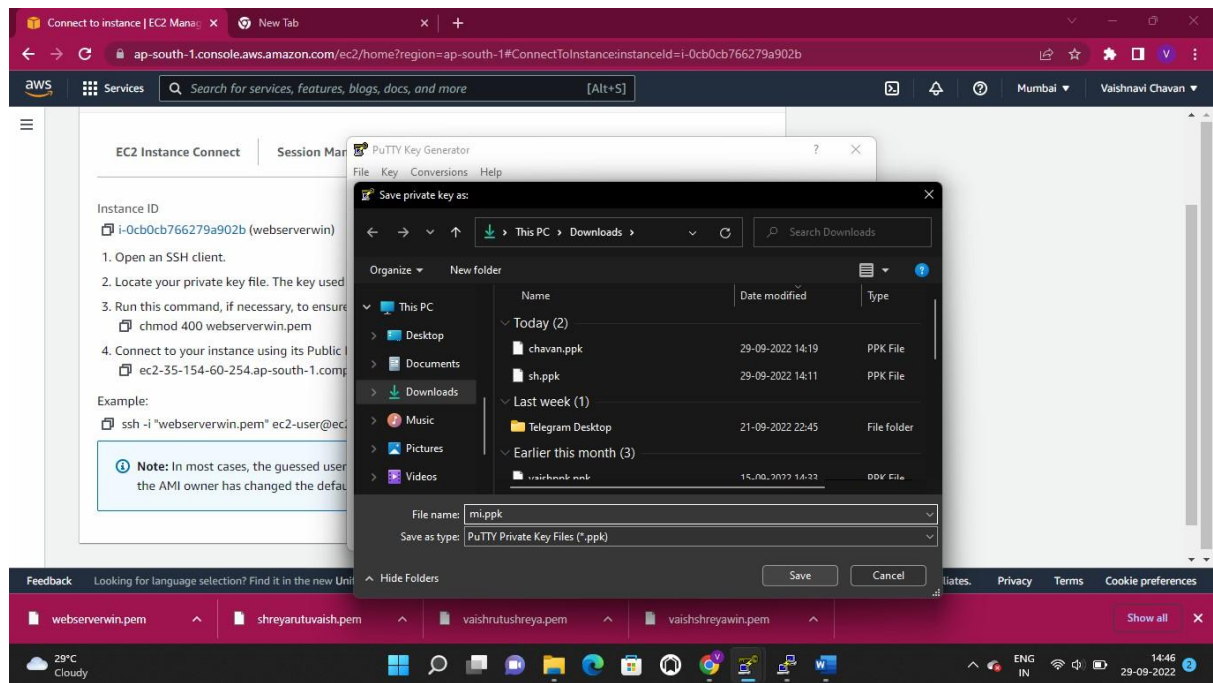 Connect to instance | EC2 Manag
New Tab
ap-south-1.console.aws.amazon.com/ec2/home?region=ap-south-1#ConnectToInstance:instanceId=i-0cb0cb766279a902b
V
aws
Services
Search for services, features, blogs, docs, and more
[Alt+S]
Mumbai
Vaishnavi Chavan
EC2 Instance Connect
Session Man
Instance ID
i-0cb0cb766279a902b (webserverwin)
1. Open an SSH client.
2. Locate your private key file. The key used
3. Run this command, if necessary, to ensure
chmod 400 webserverwin.pem
4. Connect to your instance using its Public
ec2-35-154-60-254.ap-south-1.comp
Example:
ssh -i "webserverwin.pem" ec2-user@ec2
Note: In most cases, the guessed user
the AMI owner has changed the defau
PuTTY Key Generator
?
File Key Conversions Help
Save private key as:
This PC › Downloads ›
Search Downloads
Organize
New folder
Name
Date modified
Type
This PC
Desktop
Documents
Downloads
Music
Pictures
Videos
Today (2)
chavan.ppk 29-09-2022 14:19 PPK File
sh.ppk 29-09-2022 14:11 PPK File
Last week (1)
Telegram Desktop 21-09-2022 22:45 File folder
Earlier this month (3)
vaishppk.ppk 15-09-2022 14:33 PPK File
File name: mi.ppk
Save as type: PuTTY Private Key Files (*.ppk)
Hide Folders
Save
Cancel
Feedback
Looking for language selection? Find it in the new Uni
liates.
Privacy
Terms
Cookie preferences
webserverwin.pem
shreyarutuvaish.pem
vaishrutushreya.pem
vaishshreyawin.pem
Show all
29°C
Cloudy
ENG
IN
14:46
29-09-2022
2